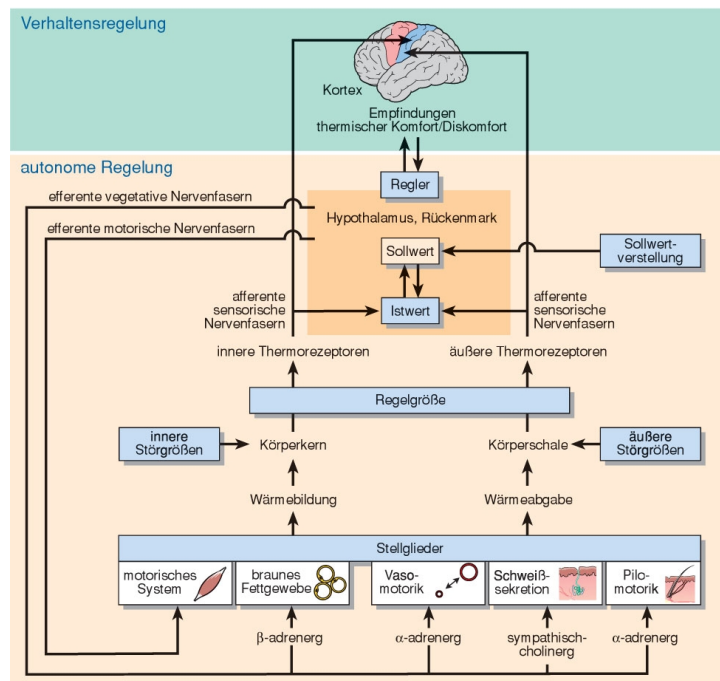 Verhaltensregelung
Kortex
Empfindungen
thermischer Komfort/Diskomfort
autonome Regelung
efferente vegetative Nervenfasern
Regler
Hypothalamus, Rückenmark
efferente motorische Nervenfasern
Sollwert
Sollwert-
verstellung
afferente
sensorische
Nervenfasern
Istwert
afferente
sensorische
Nervenfasern
innere Thermorezeptoren
äußere Thermorezeptoren
Regelgröße
innere
Störgrößen
Körperkern
Körperschale
äußere
Störgrößen
Wärmebildung
Wärmeabgabe
Stellglieder
motorisches
System
braunes
Fettgewebe
Vaso-
motorik
Schweiß-
sekretion
Pilo-
motorik
β-adrenerg
α-adrenerg
sympathisch-
cholinerg
α-adrenerg